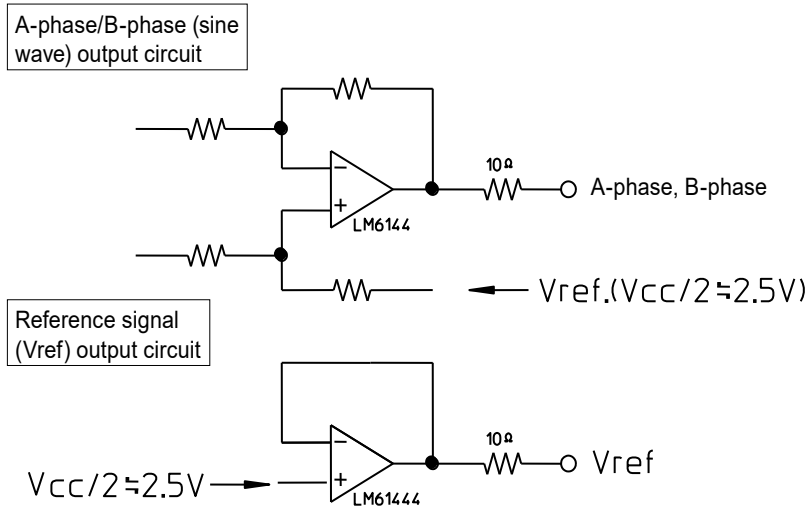 A-phase/B-phase (sine
wave) output circuit
10Ω
A-phase, B-phase
LM6144
Vref.(Vcc/2≒2.5V)
Reference signal
(Vref) output circuit
10Ω
Vref
Vcc/2≒2.5V
LM61444